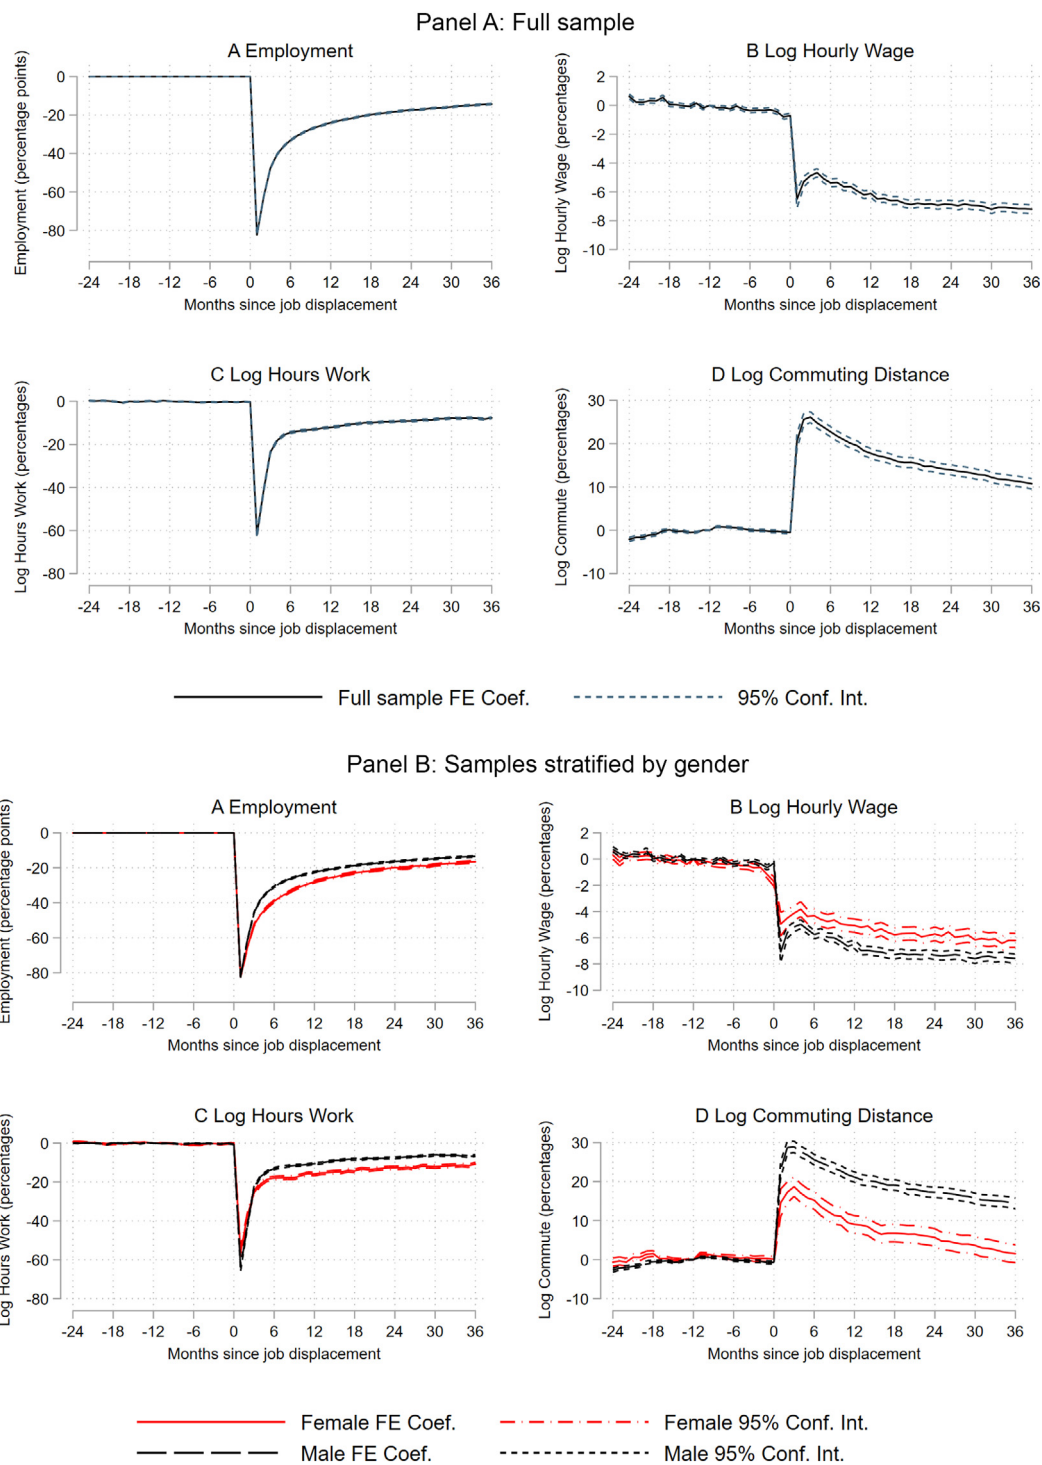 Panel A: Full sample
A Employment
Employment (percentage points)
0
-20
-40
-60
-80
-24 -18 -12 -6 0 6 12 18 24 30 36
Months since job displacement
B Log Hourly Wage
Log Hourly Wage (percentages)
2
0
-2
-4
-6
-8
-10
-24 -18 -12 -6 0 6 12 18 24 30 36
Months since job displacement
C Log Hours Work
Log Hours Work (percentages)
0
-20
-40
-60
-80
-24 -18 -12 -6 0 6 12 18 24 30 36
Months since job displacement
D Log Commuting Distance
Log Commute (percentages)
30
20
10
0
-10
-24 -18 -12 -6 0 6 12 18 24 30 36
Months since job displacement
Full sample FE Coef. 95% Conf. Int.
Panel B: Samples stratified by gender
A Employment
Employment (percentage points)
0
-20
-40
-60
-80
-24 -18 -12 -6 0 6 12 18 24 30 36
Months since job displacement
B Log Hourly Wage
Log Hourly Wage (percentages)
2
0
-2
-4
-6
-8
-10
-24 -18 -12 -6 0 6 12 18 24 30 36
Months since job displacement
C Log Hours Work
Log Hours Work (percentages)
0
-20
-40
-60
-80
-24 -18 -12 -6 0 6 12 18 24 30 36
Months since job displacement
D Log Commuting Distance
Log Commute (percentages)
30
20
10
0
-10
-24 -18 -12 -6 0 6 12 18 24 30 36
Months since job displacement
Female FE Coef. Female 95% Conf. Int.
Male FE Coef. Male 95% Conf. Int.